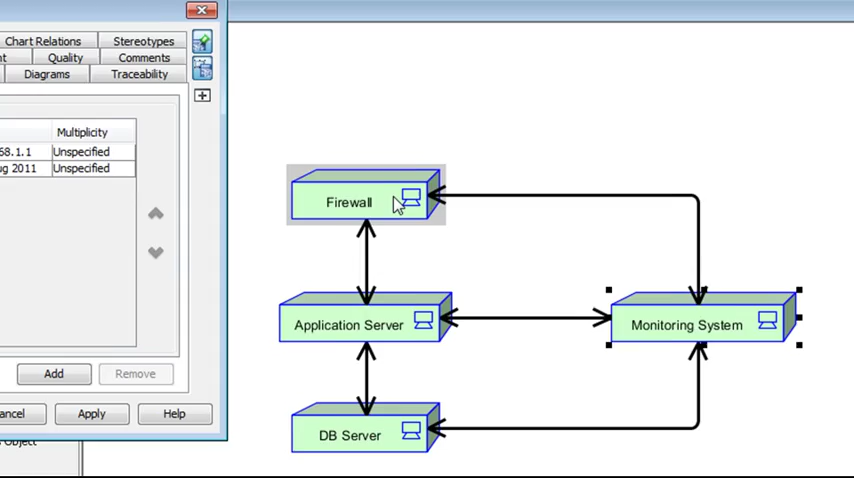 Chart Relations Stereotypes
Quality Comments
Diagrams Traceability
Multiplicity
68.1.1 Unspecified
ug 2011 Unspecified
Add Remove
ancel Apply Help
s Object
Firewall
Application Server
Monitoring System
DB Server